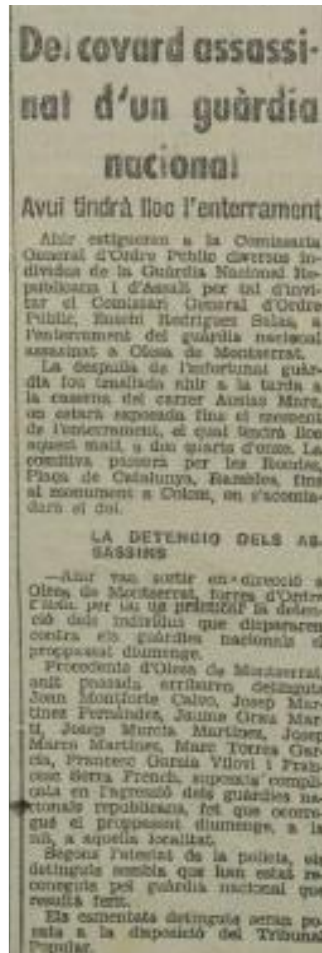 Del covard assassi-
nat d'un guàrdia
nacional
Avui tindrà lloc l'enterrament
Ahir estigueren a la Comissaria
General d'Ordre Públic diversos in-
dividus de la Guàrdia Nacional Re-
publicana i d'Assalt per tal d'invi-
tar el Comissari General d'Ordre
Públic, Eusebi Rodríguez Salas, a
l'enterrament del guàrdia nacional
assassinat a Olesa de Montserrat.
La despulla de l'infortunat guàr-
dia fou traslladada ahir a la tarda a
la caserna del carrer Ausias Marc,
on estarà exposada fins el moment
de l'enterrament, el qual tindrà lloc
aquest matí, a dos quarts d'onze. La
comitiva passarà per les Rondes,
Plaça de Catalunya, Rambles, fins
al monument a Colom, on s'acomia-
darà el dol.
LA DETENCIO DELS AS-
SASSINS
—Ahir van sortir en direcció a
Olesa de Montserrat, forces d'Ordre
Públic per tal de practicar la deten-
ció dels individus que dispararen
contra els guàrdies nacionals el
proppassat diumenge.
Procedents d'Olesa de Montserrat,
anit passada arribaren detinguts
Joan Montforte Calvo, Josep Mar-
tínez Fernández, Jaume Grau Mar-
tí, Josep Murcia Martínez, Josep
Marco Martínez, Marc Torres Gar-
cia, Francesc Garcia Vilovi i Fran-
cesc Serra French, suposats compli-
cats en l'agressió dels guàrdies na-
cionals republicans, fet que ocorre-
gué el proppassat diumenge, a la
nit, a aquella localitat.
Segons l'atestat de la policia, els
detinguts sembla que han estat re-
coneguts pel guàrdia nacional que
resultà ferit.
Els esmentats detinguts seran po-
sats a la disposició del Tribunal
Popular.